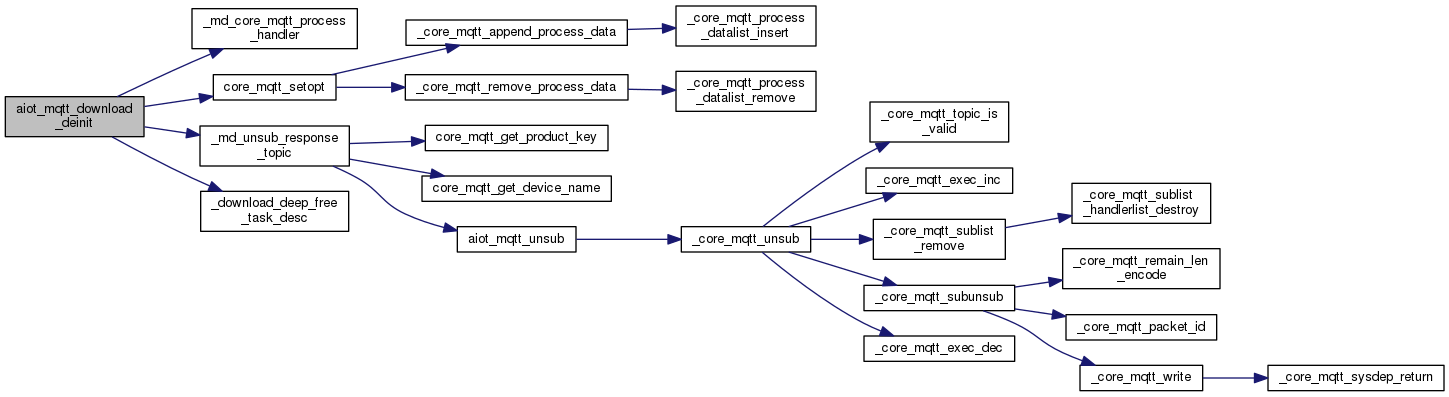 aiot_mqtt_download
_deinit
_md_core_mqtt_process
_handler
core_mqtt_setopt
_md_unsub_response
_topic
_download_deep_free
_task_desc
_core_mqtt_append_process_data
_core_mqtt_remove_process_data
core_mqtt_get_product_key
core_mqtt_get_device_name
aiot_mqtt_unsub
_core_mqtt_process
_datalist_insert
_core_mqtt_process
_datalist_remove
_core_mqtt_unsub
_core_mqtt_topic_is
_valid
_core_mqtt_exec_inc
_core_mqtt_sublist
_remove
_core_mqtt_subunsub
_core_mqtt_exec_dec
_core_mqtt_sublist
_handlerlist_destroy
_core_mqtt_remain_len
_encode
_core_mqtt_packet_id
_core_mqtt_write
_core_mqtt_sysdep_return